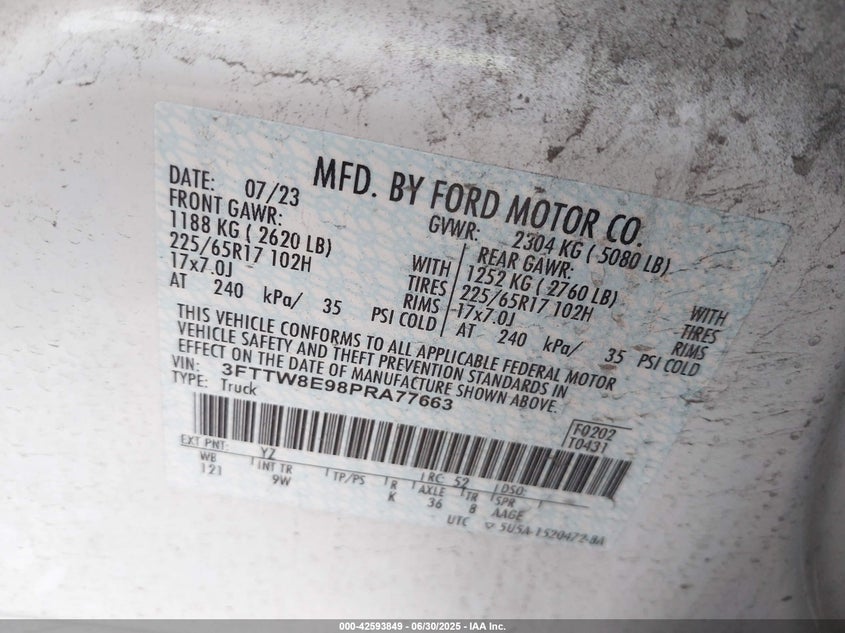 MFD. BY FORD MOTOR CO.
DATE: 07/23
GVWR: 2304 KG ( 5080 LB)
FRONT GAWR:
1188 KG ( 2620 LB)
WITH
225/65R17 102H
TIRES
17x7.0J
RIMS
AT 240 kPa/ 35 PSI COLD
REAR GAWR:
1252 KG ( 2760 LB)
WITH
225/65R17 102H
TIRES
17x7.0J
RIMS
AT 240 kPa/ 35 PSI COLD
THIS VEHICLE CONFORMS TO ALL APPLICABLE FEDERAL MOTOR
VEHICLE SAFETY AND THEFT PREVENTION STANDARDS IN
EFFECT ON THE DATE OF MANUFACTURE SHOWN ABOVE.
VIN: 3FTTW8E98PRA77663
TYPE: Truck
F0202
T0431
EXT PNT: YZ RC: 52 DSO:
WB INT TR TP/PS R AXLE TR SPR
121 9W K 36 8 AAGE
UTC ▽ 5U5A-1520472-BA
000-42593849 - 06/30/2025 - IAA Inc.